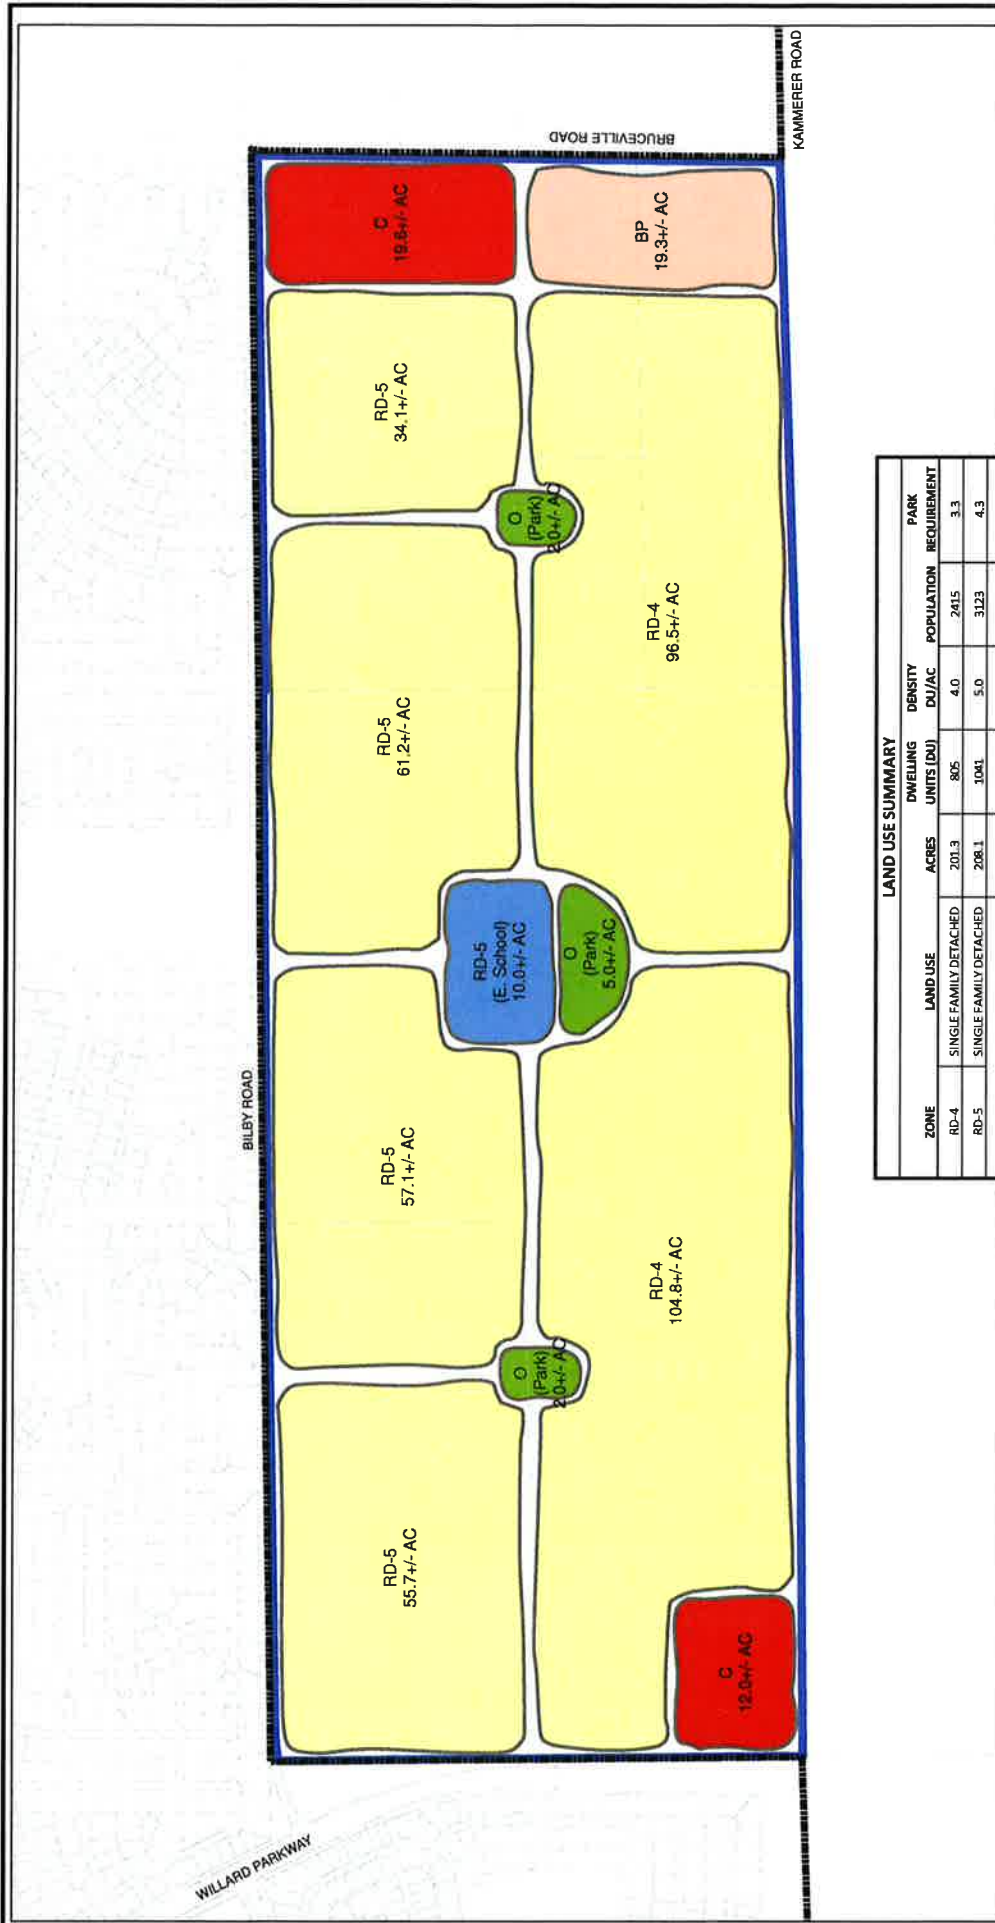 BILBY ROAD
WILLARD PARKWAY
BRUCEVILLE ROAD
KAMMERER ROAD
RD-5
55.7+/- AC
RD-5
57.1+/- AC
RD-5
61.2+/- AC
RD-5
34.1+/- AC
C
19.6+/- AC
O
(Park)
2.0+/- AC
RD-5
(E. School)
10.0+/- AC
O
(Park)
5.0+/- AC
O
(Park)
2.0+/- AC
RD-4
104.8+/- AC
RD-4
96.5+/- AC
BP
19.3+/- AC
C
12.0+/- AC
LAND USE SUMMARY
ZONE LAND USE ACRES DWELLING UNITS (DU) DENSITY DU/AC POPULATION PARK REQUIREMENT
RD-4 SINGLE FAMILY DETACHED 201.3 805 4.0 2415 3.3
RD-5 SINGLE FAMILY DETACHED 208.1 1041 5.0 3123 4.3